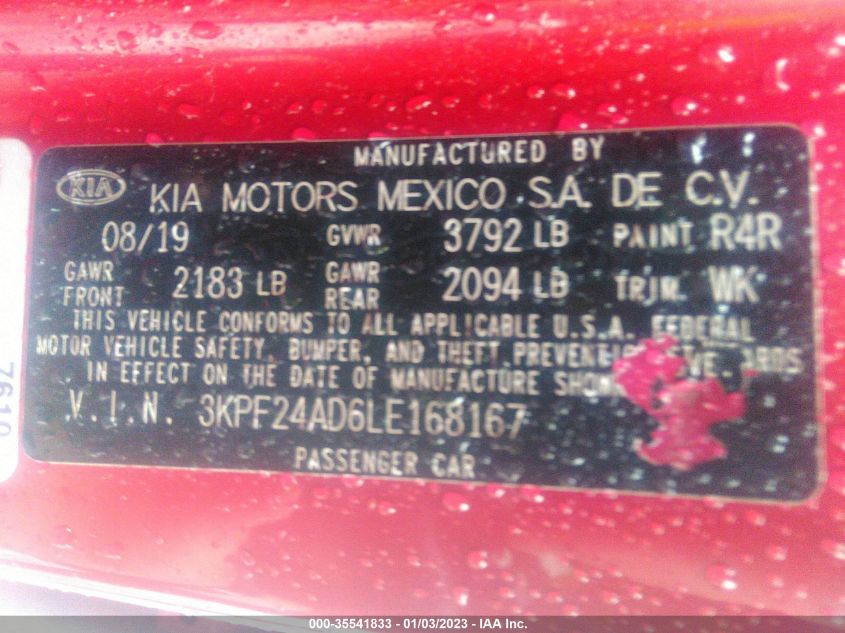 MANUFACTURED BY
KIA KIA MOTORS MEXICO S.A. DE C.V.
08/19 GVWR 3792 LB PAINT R4R
GAWR FRONT 2183 LB GAWR REAR 2094 LB TRIM WK
THIS VEHICLE CONFORMS TO ALL APPLICABLE U.S.A. FEDERAL
MOTOR VEHICLE SAFETY, BUMPER, AND THEFT
IN EFFECT ON THE DATE OF MANUFACTURE
V.I.N. 3KPF24AD6LE168167
PASSENGER CAR
7610
000-35541833 - 01/03/2023 - IAA Inc.